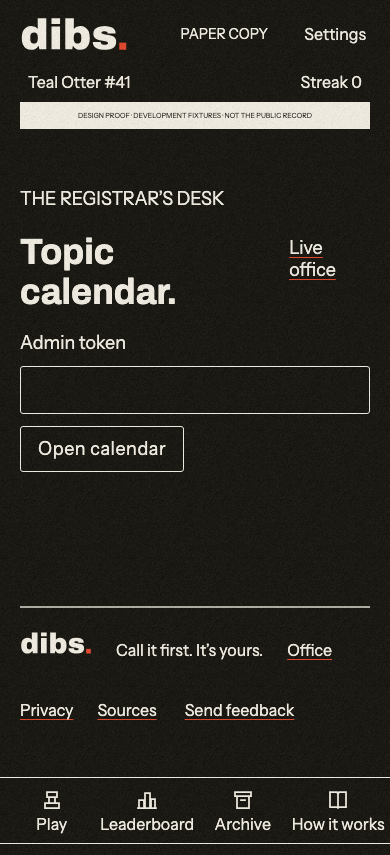 dibs.
PAPER COPY
Settings
Teal Otter #41
Streak 0
DESIGN PROOF · DEVELOPMENT FIXTURES · NOT THE PUBLIC RECORD
THE REGISTRAR’S DESK
Topic
calendar.
Live
office
Admin token
Open calendar
dibs.
Call it first. It’s yours.
Office
Privacy
Sources
Send feedback
Play
Leaderboard
Archive
How it works